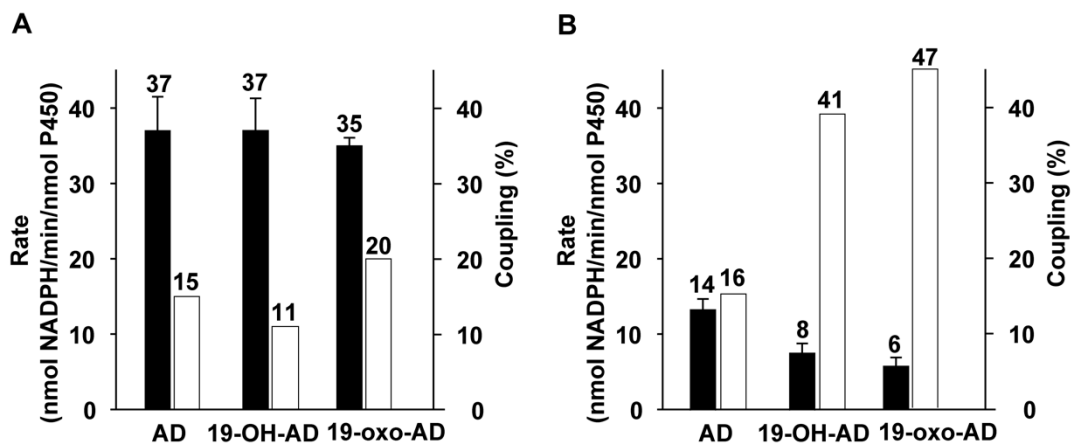 A
Rate
(nmol NADPH/min/nmol P450)
40
30
20
10
0
37
15
37
11
35
20
40
30
20
10
0
Coupling (%)
AD
19-OH-AD
19-oxo-AD
B
Rate
(nmol NADPH/min/nmol P450)
40
30
20
10
0
14
16
8
41
6
47
40
30
20
10
0
Coupling (%)
AD
19-OH-AD
19-oxo-AD